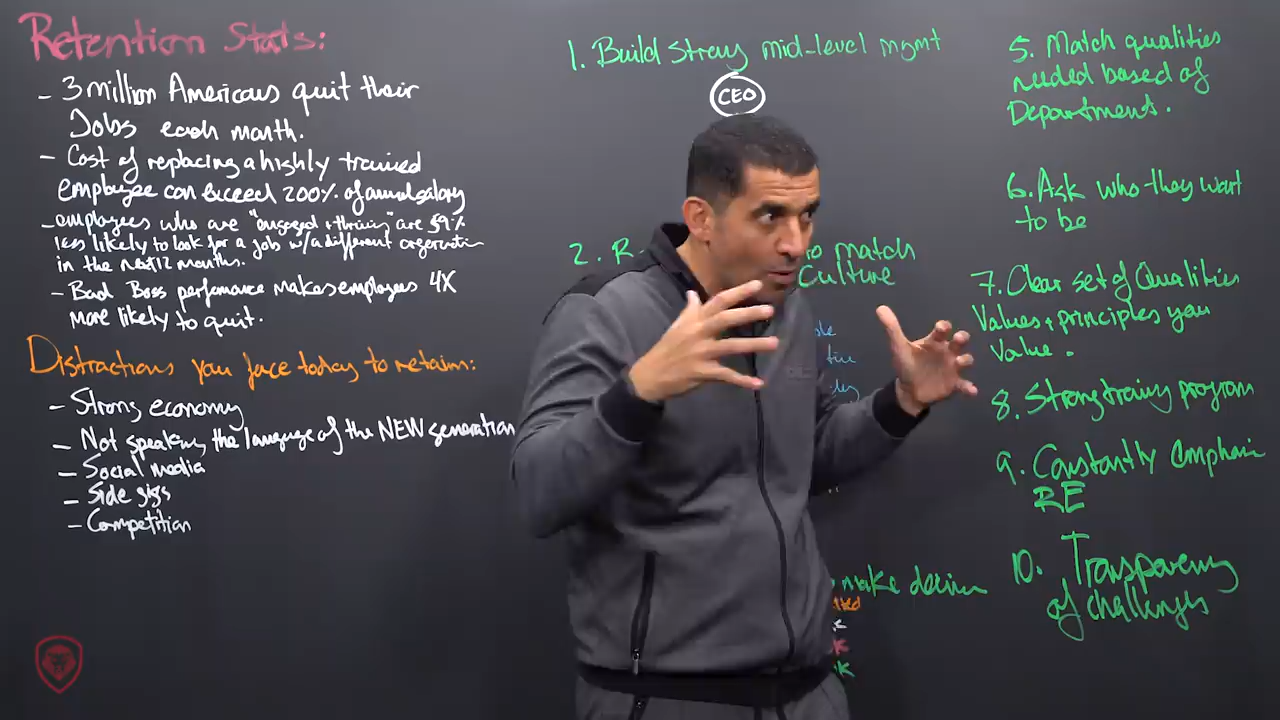 Retention Stats:
- 3 million Americans quit their
Jobs each month.
- Cost of replacing a highly trained
employee can exceed 200% of annual salary
- employees who are "engaged + thriving" are 59%
less likely to look for a job w/ a different organization
in the next 12 months.
- Bad Boss performance makes employees 4X
more likely to quit.
Distractions you face today to retain:
- Strong economy
- Not speaking the language of the NEW generation
- Social media
- Side gigs
- Competition
1. Build Strong mid-level mgmt
CEO
2. R
to match
Culture
make decision
5. Match qualities
needed based of
Department.
6. Ask who they want
to be
7. Clear set of Qualities
Values + principles you
value.
8. Strong training program
9. Constantly emphasize
RE
10. Transparency
of challenges